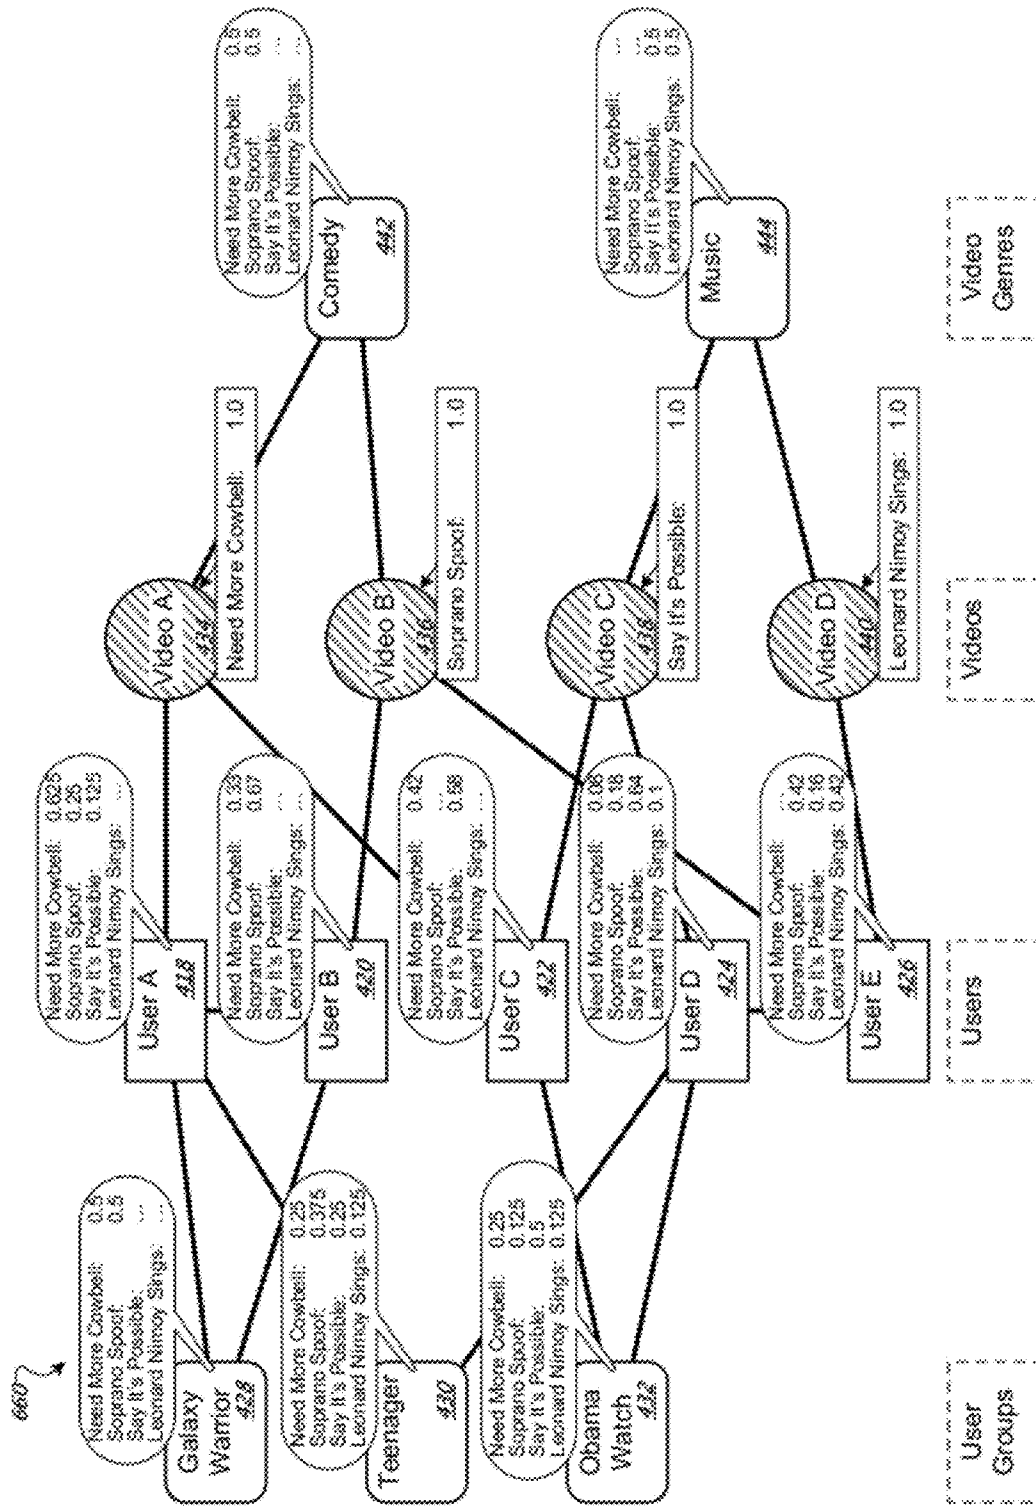 660
Need More Cowbell: 0.5
Soprano Spoof: 0.5
Say It's Possible: ...
Leonard Nimoy Sings: ...
Galaxy
Warrior
428
Need More Cowbell: 0.25
Soprano Spoof: 0.375
Say It's Possible: 0.25
Leonard Nimoy Sings: 0.125
Teenager
430
Need More Cowbell: 0.25
Soprano Spoof: 0.125
Say It's Possible: 0.5
Leonard Nimoy Sings: 0.125
Obama
Watch
432
User
Groups
Need More Cowbell: 0.625
Soprano Spoof: 0.25
Say It's Possible: 0.125
Leonard Nimoy Sings: ...
User A
418
Need More Cowbell: 0.33
Soprano Spoof: 0.67
Say It's Possible: ...
Leonard Nimoy Sings: ...
User B
420
Need More Cowbell: 0.42
Soprano Spoof: ...
Say It's Possible: 0.58
Leonard Nimoy Sings: ...
User C
422
Need More Cowbell:
Soprano Spoof: 0.18
Say It's Possible: 0.64
Leonard Nimoy Sings: 0.1
User D
424
Need More Cowbell: ...
Soprano Spoof: 0.42
Say It's Possible: 0.16
Leonard Nimoy Sings: 0.42
User E
426
Users
Video A
434
Need More Cowbell: 1.0
Video B
436
Soprano Spoof: 1.0
Video C
438
Say It's Possible: 1.0
Video D
440
Leonard Nimoy Sings: 1.0
Videos
Need More Cowbell: 0.5
Soprano Spoof: 0.5
Say It's Possible: ...
Leonard Nimoy Sings: ...
Comedy
442
Need More Cowbell: ...
Soprano Spoof: ...
Say It's Possible: 0.5
Leonard Nimoy Sings: 0.5
Music
444
Video
Genres